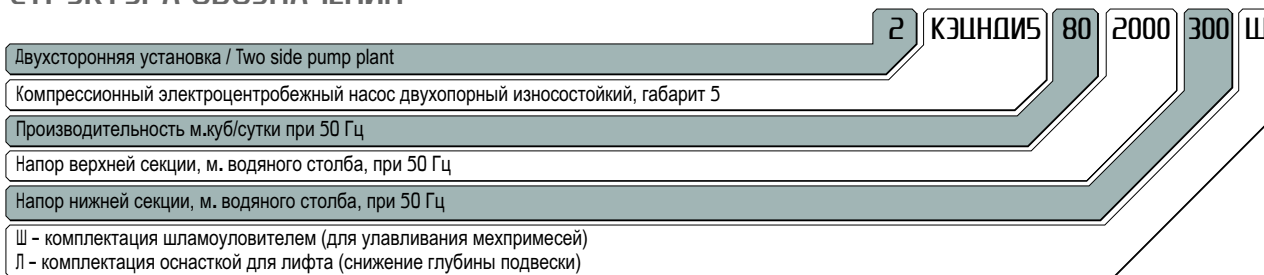 СТРУКТУРА ОБОЗНАЧЕНИЙ
2 КЭЦНДИ5 80 2000 300 Ш
Двухсторонняя установка / Two side pump plant
Компрессионный электроцентробежный насос двухопорный износостойкий, габарит 5
Производительность м.куб/сутки при 50 Гц
Напор верхней секции, м. водяного столба, при 50 Гц
Напор нижней секции, м. водяного столба, при 50 Гц
Ш – комплектация шламоуловителем (для улавливания мехпримесей)
Л – комплектация оснасткой для лифта (снижение глубины подвески)